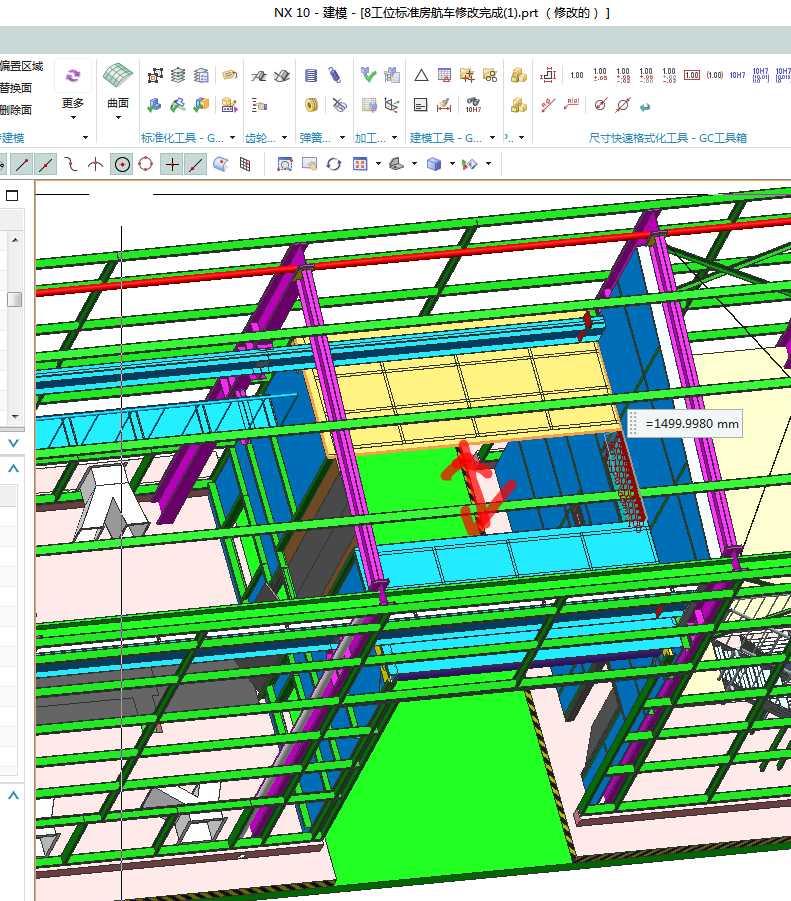 NX 10 - 建模 - [8工位标准房航车修改完成(1).prt （修改的） ]
偏置区域
替换面
删除面
更多
曲面
1.00
1.00
1.00
1.00
1.00
1.00
(1.00)
10H7
建模
标准化工具 - G...
齿轮...
弹簧...
加工...
建模工具 - G...
尺寸快速格式化工具 - GC工具箱
=1499.9980 mm